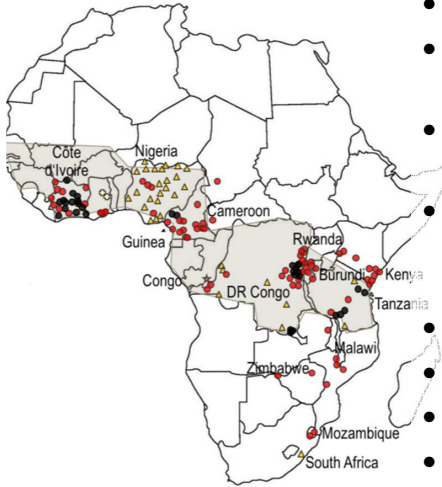 Côte
d'Ivoire
Nigeria
Cameroon
Guinea
Rwanda
Congo
Burundi
Kenya
DR Congo
Tanzania
Malawi
Zimbabwe
Mozambique
South Africa